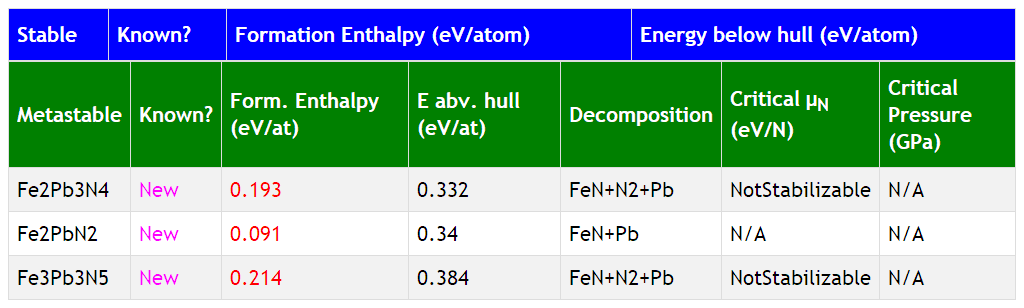 Stable Known? Formation Enthalpy (eV/atom) Energy below hull (eV/atom)
Metastable Known? Form. Enthalpy (eV/at) E abv. hull (eV/at) Decomposition Critical μN (eV/N) Critical Pressure (GPa)
Fe2Pb3N4 New 0.193 0.332 FeN+N2+Pb NotStabilizable N/A
Fe2PbN2 New 0.091 0.34 FeN+Pb N/A N/A
Fe3Pb3N5 New 0.214 0.384 FeN+N2+Pb NotStabilizable N/A